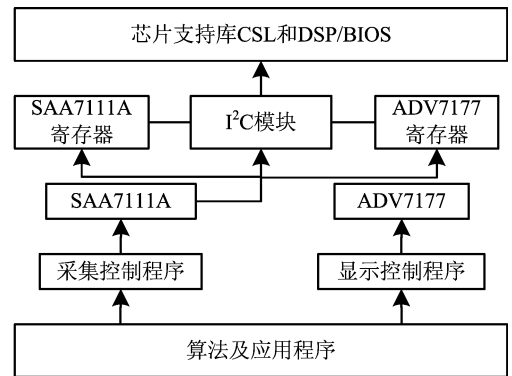 芯片支持库CSL和DSP/BIOS
SAA7111A
寄存器
I²C模块
ADV7177
寄存器
SAA7111A
ADV7177
采集控制程序
显示控制程序
算法及应用程序